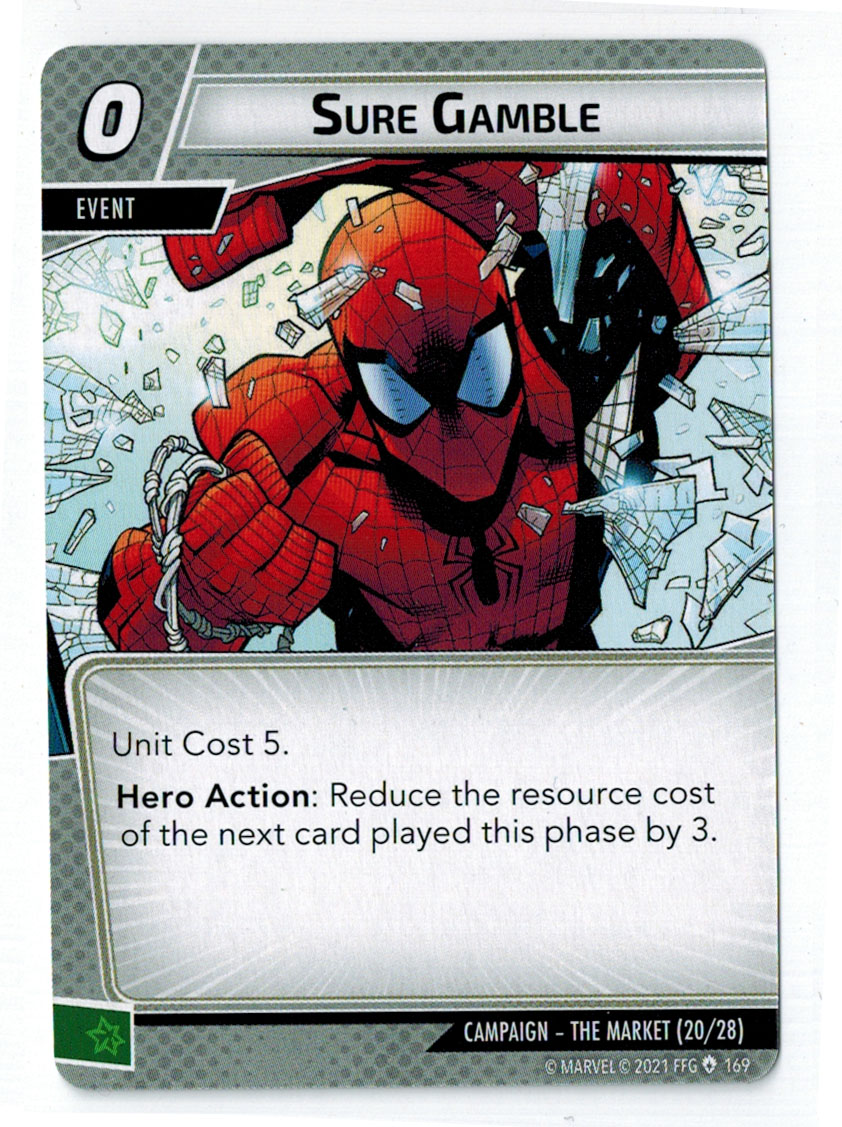 0
SURE GAMBLE
EVENT
Unit Cost 5.
Hero Action: Reduce the resource cost
of the next card played this phase by 3.
CAMPAIGN – THE MARKET (20/28)
© MARVEL © 2021 FFG 169